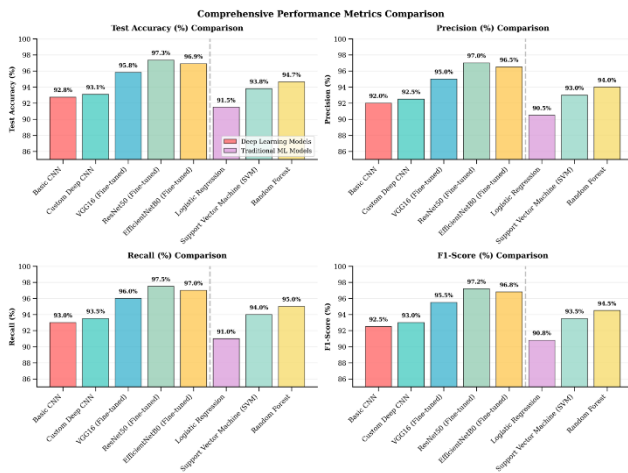 Comprehensive Performance Metrics Comparison
Test Accuracy (%) Comparison
Test Accuracy (%)
100
98
96
94
92
90
88
86
92.8%
93.1%
95.8%
97.3%
96.9%
91.5%
93.8%
94.7%
Deep Learning Models
Traditional ML Models
Basic CNN
Custom Deep CNN
VGG16 (Fine-tuned)
ResNet50 (Fine-tuned)
EfficientNetB0 (Fine-tuned)
Logistic Regression
Support Vector Machine (SVM)
Random Forest
Precision (%) Comparison
Precision (%)
100
98
96
94
92
90
88
86
92.0%
92.5%
95.0%
97.0%
96.5%
90.5%
93.0%
94.0%
Basic CNN
Custom Deep CNN
VGG16 (Fine-tuned)
ResNet50 (Fine-tuned)
EfficientNetB0 (Fine-tuned)
Logistic Regression
Support Vector Machine (SVM)
Random Forest
Recall (%) Comparison
Recall (%)
100
98
96
94
92
90
88
86
93.0%
93.5%
96.0%
97.5%
97.0%
91.0%
94.0%
95.0%
Basic CNN
Custom Deep CNN
VGG16 (Fine-tuned)
ResNet50 (Fine-tuned)
EfficientNetB0 (Fine-tuned)
Logistic Regression
Support Vector Machine (SVM)
Random Forest
F1-Score (%) Comparison
F1-Score (%)
100
98
96
94
92
90
88
86
92.5%
93.0%
95.5%
97.2%
96.8%
90.8%
93.5%
94.5%
Basic CNN
Custom Deep CNN
VGG16 (Fine-tuned)
ResNet50 (Fine-tuned)
EfficientNetB0 (Fine-tuned)
Logistic Regression
Support Vector Machine (SVM)
Random Forest